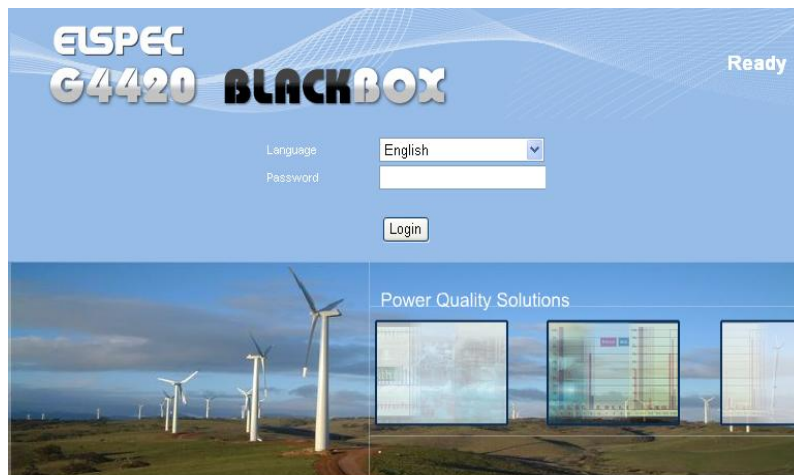 ELSPEC
G4420 BLACKBOX
Ready
Language English
Password
Login
Power Quality Solutions